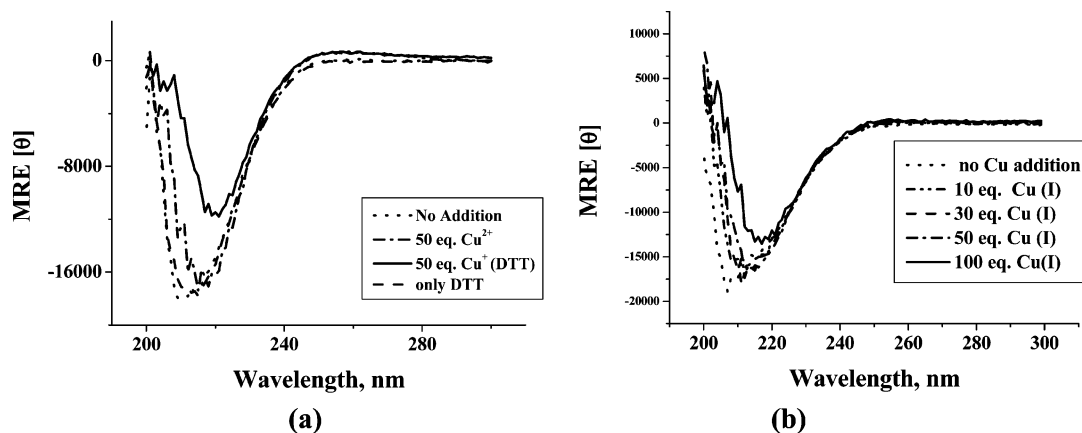 0
-8000
-16000
MRE [θ]
200
240
280
Wavelength, nm
No Addition
50 eq. Cu²⁺
50 eq. Cu⁺ (DTT)
only DTT
(a)
10000
5000
0
-5000
-10000
-15000
-20000
MRE [θ]
200
220
240
260
280
300
Wavelength, nm
no Cu addition
10 eq. Cu (I)
30 eq. Cu (I)
50 eq. Cu (I)
100 eq. Cu(I)
(b)